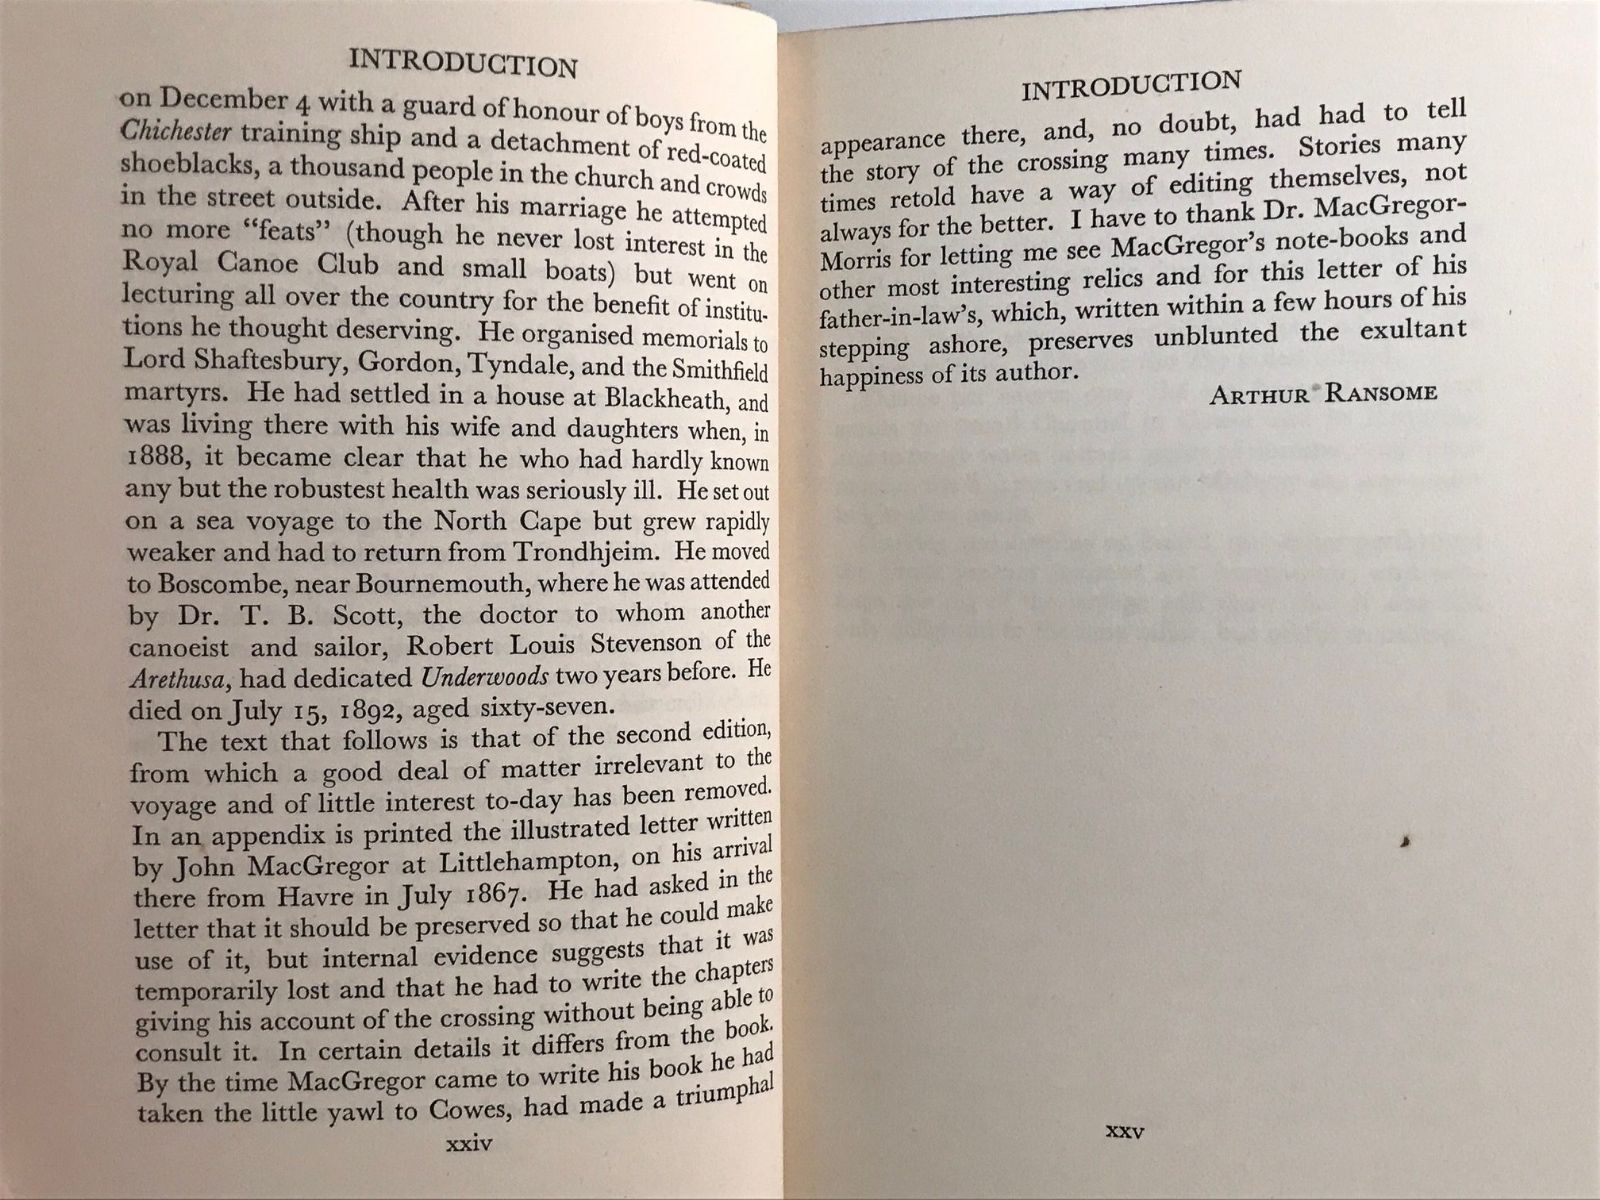 INTRODUCTION
on December 4 with a guard of honour of boys from the
Chichester training ship and a detachment of red-coated
shoeblacks, a thousand people in the church and crowds
in the street outside. After his marriage he attempted
no more “feats” (though he never lost interest in the
Royal Canoe Club and small boats) but went on
lecturing all over the country for the benefit of institu-
tions he thought deserving. He organised memorials to
Lord Shaftesbury, Gordon, Tyndale, and the Smithfield
martyrs. He had settled in a house at Blackheath, and
was living there with his wife and daughters when, in
1888, it became clear that he who had hardly known
any but the robustest health was seriously ill. He set out
on a sea voyage to the North Cape but grew rapidly
weaker and had to return from Trondhjeim. He moved
to Boscombe, near Bournemouth, where he was attended
by Dr. T. B. Scott, the doctor to whom another
canoeist and sailor, Robert Louis Stevenson of the
Arethusa, had dedicated Underwoods two years before. He
died on July 15, 1892, aged sixty-seven.
The text that follows is that of the second edition,
from which a good deal of matter irrelevant to the
voyage and of little interest to-day has been removed.
In an appendix is printed the illustrated letter written
by John MacGregor at Littlehampton, on his arrival
there from Havre in July 1867. He had asked in the
letter that it should be preserved so that he could make
use of it, but internal evidence suggests that it was
temporarily lost and that he had to write the chapters
giving his account of the crossing without being able to
consult it. In certain details it differs from the book.
By the time MacGregor came to write his book he had
taken the little yawl to Cowes, had made a triumphal
xxiv
INTRODUCTION
appearance there, and, no doubt, had had to tell
the story of the crossing many times. Stories many
times retold have a way of editing themselves, not
always for the better. I have to thank Dr. MacGregor-
Morris for letting me see MacGregor’s note-books and
other most interesting relics and for this letter of his
father-in-law’s, which, written within a few hours of his
stepping ashore, preserves unblunted the exultant
happiness of its author.
ARTHUR RANSOME
xxv